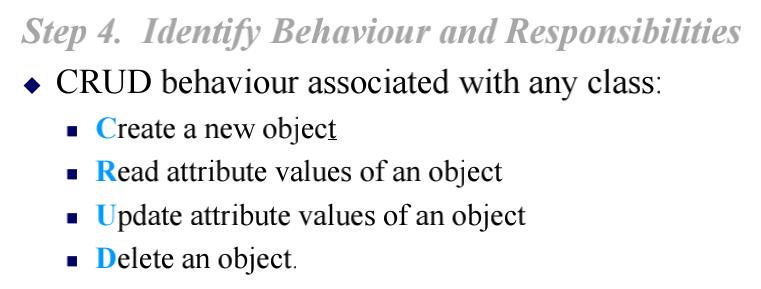 Step 4. Identify Behaviour and Responsibilities
CRUD behaviour associated with any class:
Create a new object
Read attribute values of an object
Update attribute values of an object
Delete an object.